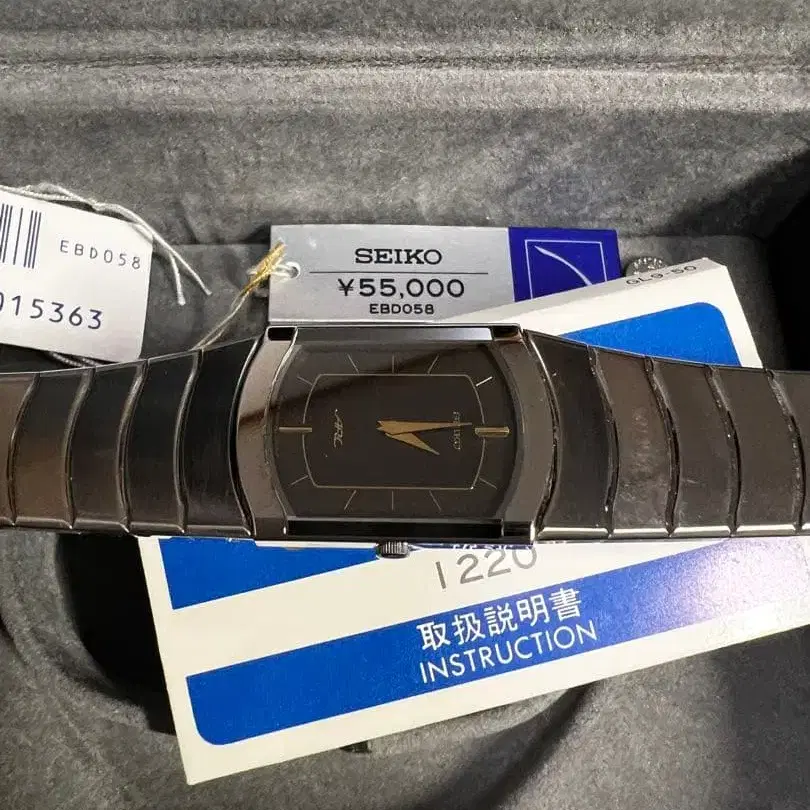 EBD058
015363
SEIKO
¥55,000
EBD058
GL9-50
SEIKO
1220
取扱説明書
INSTRUCTION